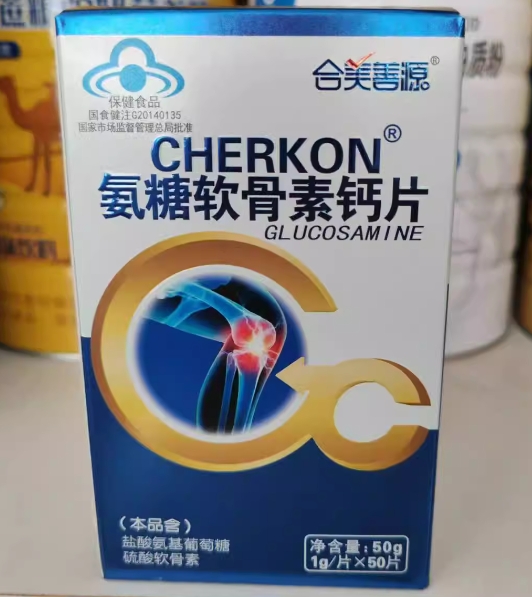 合美善源®
保健食品
国食健注G20140135
国家市场监督管理总局批准
CHERKON®
氨糖软骨素钙片
GLUCOSAMINE
(本品含)
盐酸氨基葡萄糖
硫酸软骨素
净含量:50g
1g/片×50片
质粉